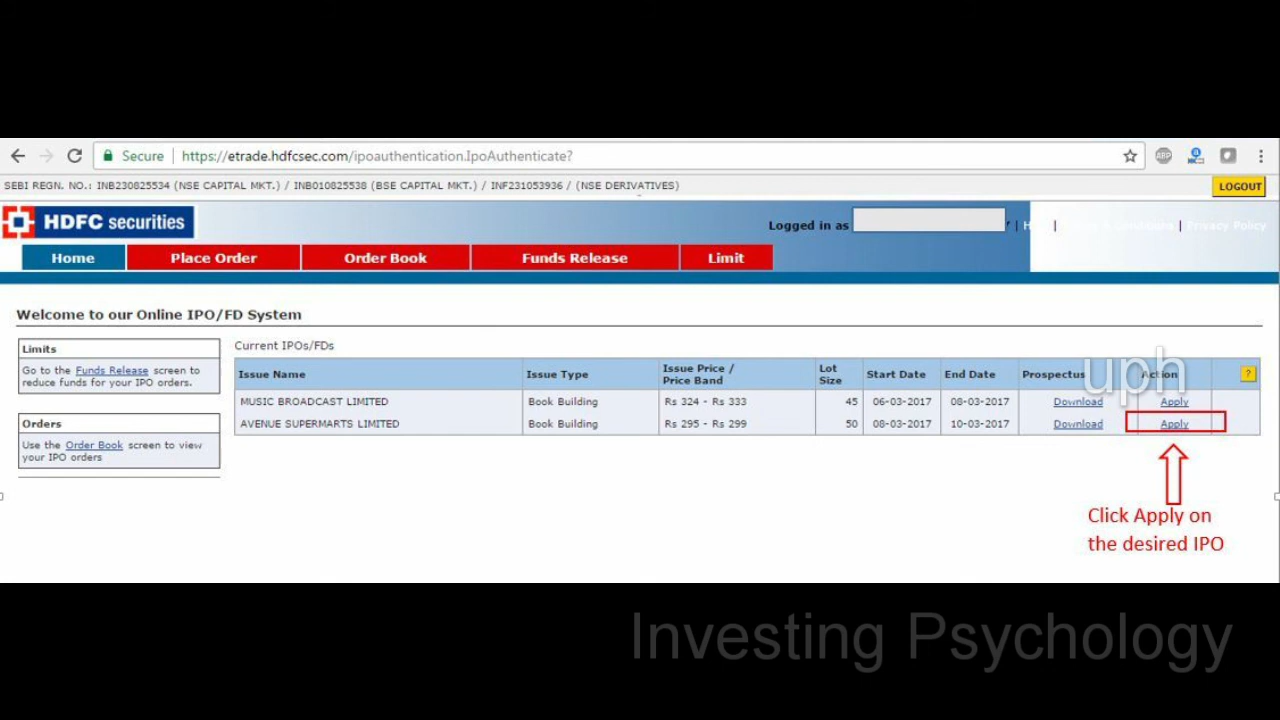 Secure | https://etrade.hdfcsec.com/ipoauthentication.IpoAuthenticate?
ABP
SEBI REGN. NO.: INB230825534 (NSE CAPITAL MKT.) / INB010825538 (BSE CAPITAL MKT.) / INF231053936 / (NSE DERIVATIVES)
LOGOUT
HDFC securities
Logged in as | | | Privacy Policy
Home Place Order Order Book Funds Release Limit
Welcome to our Online IPO/FD System
Limits
Go to the Funds Release screen to
reduce funds for your IPO orders.
Orders
Use the Order Book screen to view
your IPO orders
Current IPOs/FDs
Issue Name Issue Type Issue Price / Price Band Lot Size Start Date End Date Prospectus Action ?
MUSIC BROADCAST LIMITED Book Building Rs 324 - Rs 333 45 06-03-2017 08-03-2017 Download Apply
AVENUE SUPERMARTS LIMITED Book Building Rs 295 - Rs 299 50 08-03-2017 10-03-2017 Download Apply
uph
Click Apply on
the desired IPO
Investing Psychology